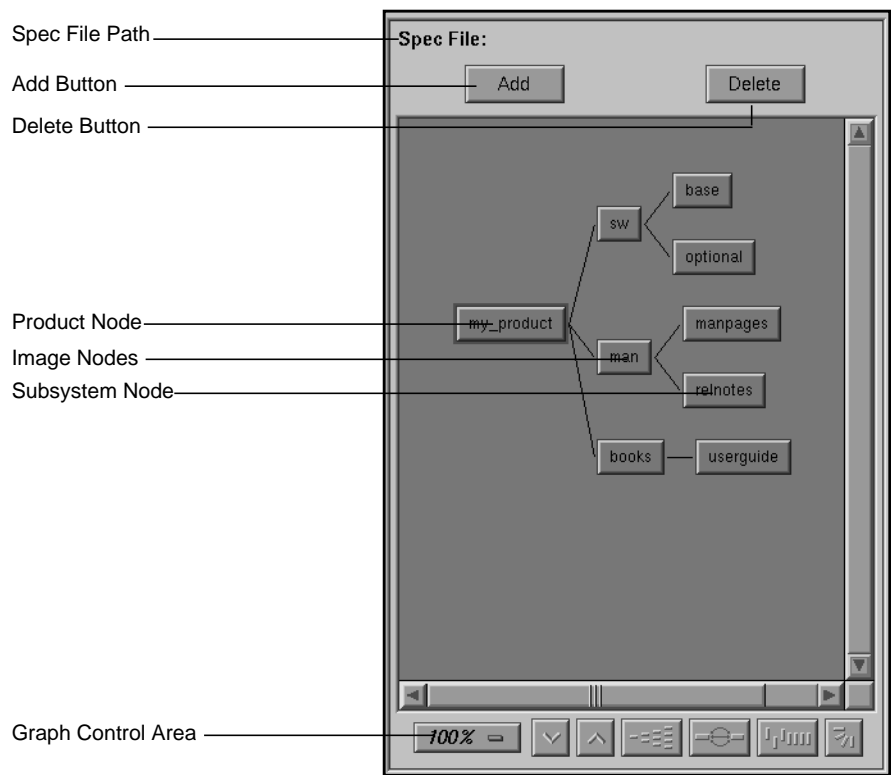 Spec File Path
Spec File:
Add Button
Add
Delete
Delete Button
base
sw
optional
Product Node
my_product
manpages
Image Nodes
man
Subsystem Node
relnotes
books
userguide
Graph Control Area
100%